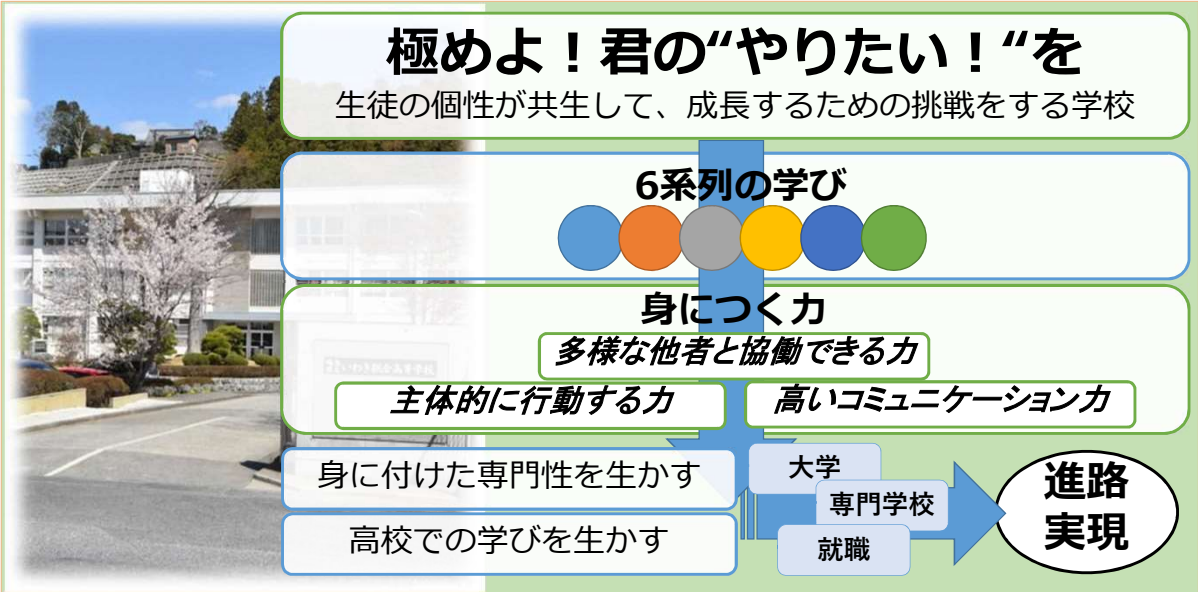 極めよ！君の“やりたい！“を
生徒の個性が共生して、成長するための挑戦をする学校
6系列の学び
身につく力
多様な他者と協働できる力
主体的に行動する力
高いコミュニケーション力
身に付けた専門性を生かす
高校での学びを生かす
大学
専門学校
就職
進路
実現